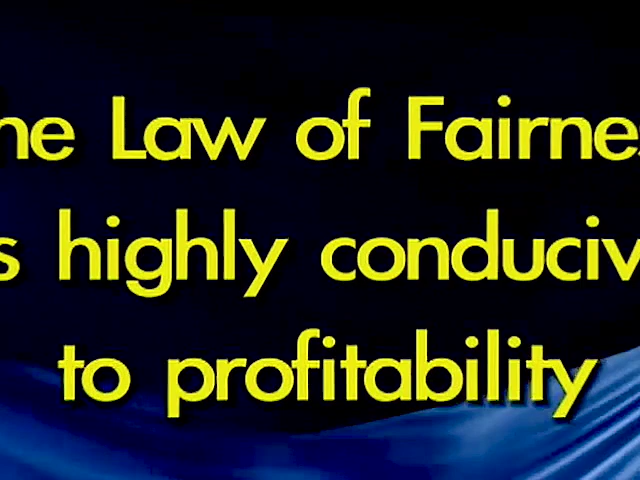 he Law of Fairnes
s highly conduciv
to profitability